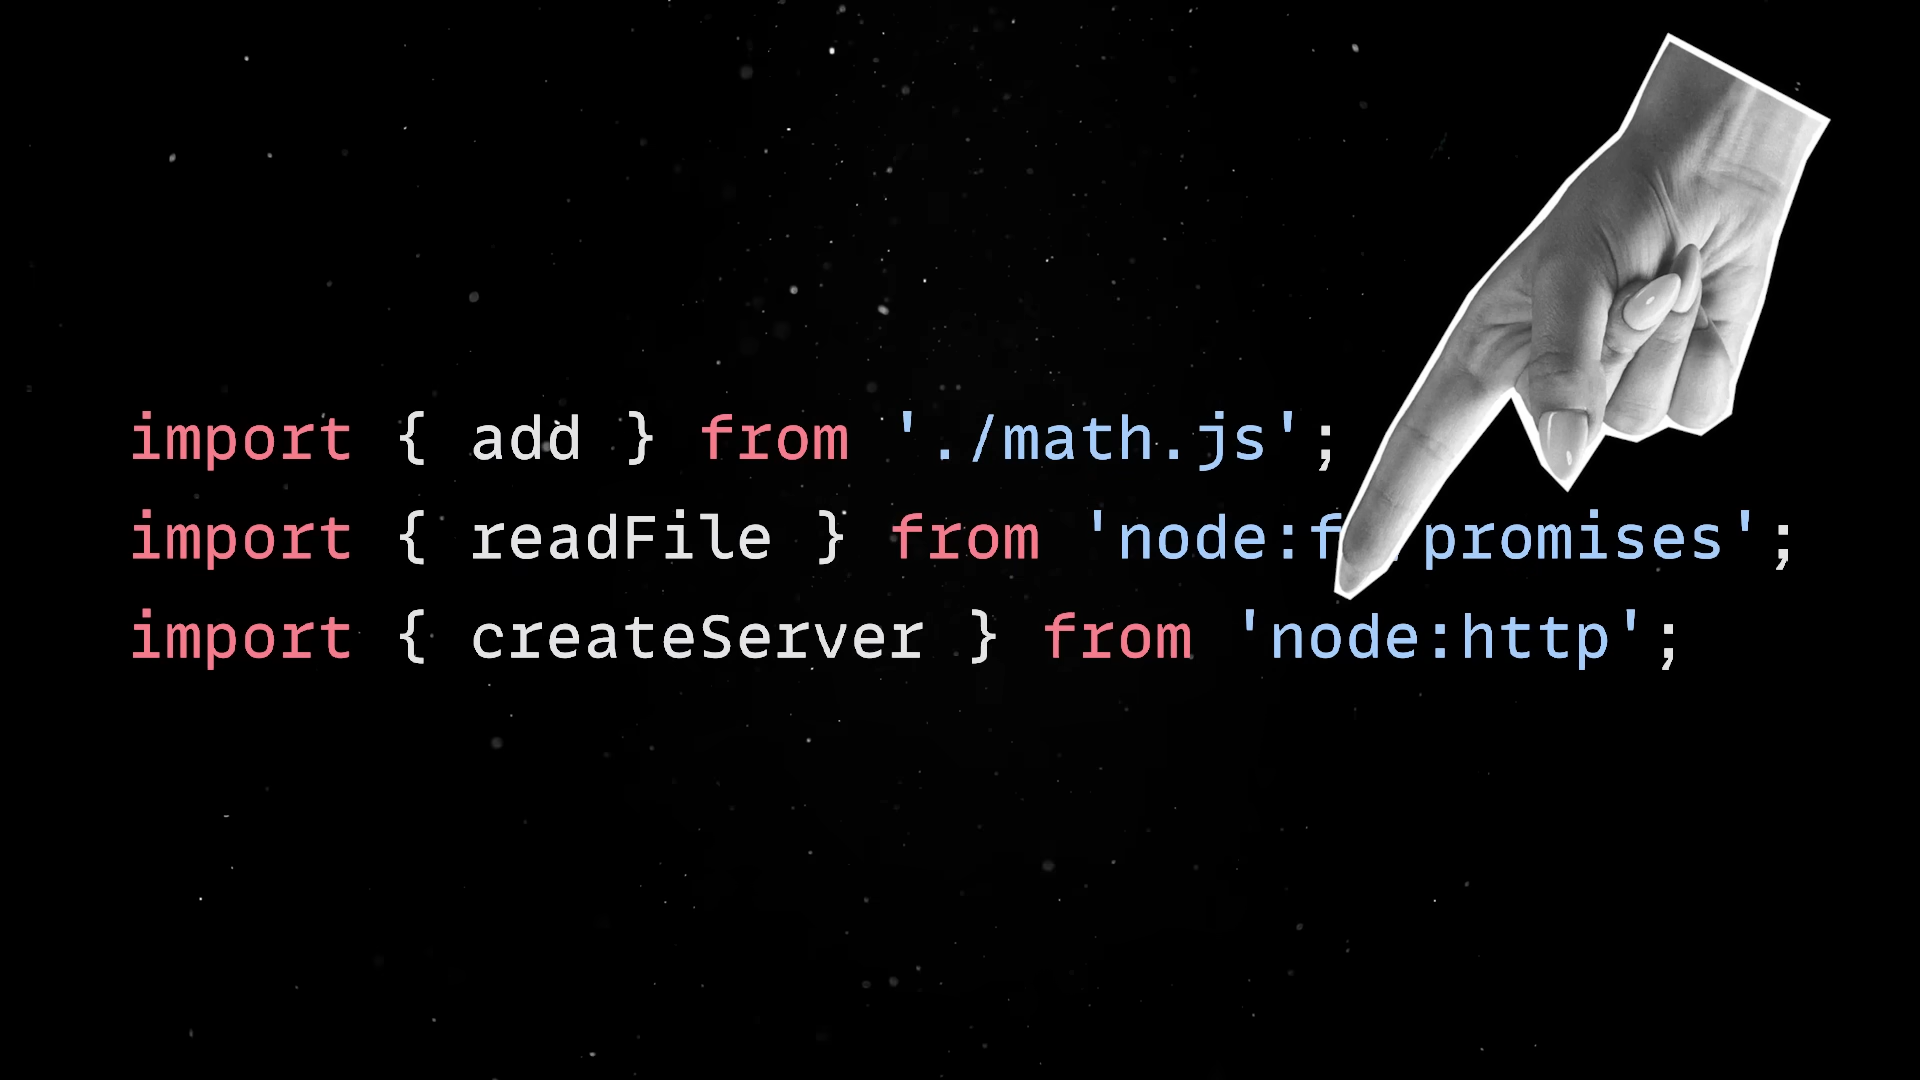 import { add } from './math.js';
import { readFile } from 'node:f promises';
import { createServer } from 'node:http';